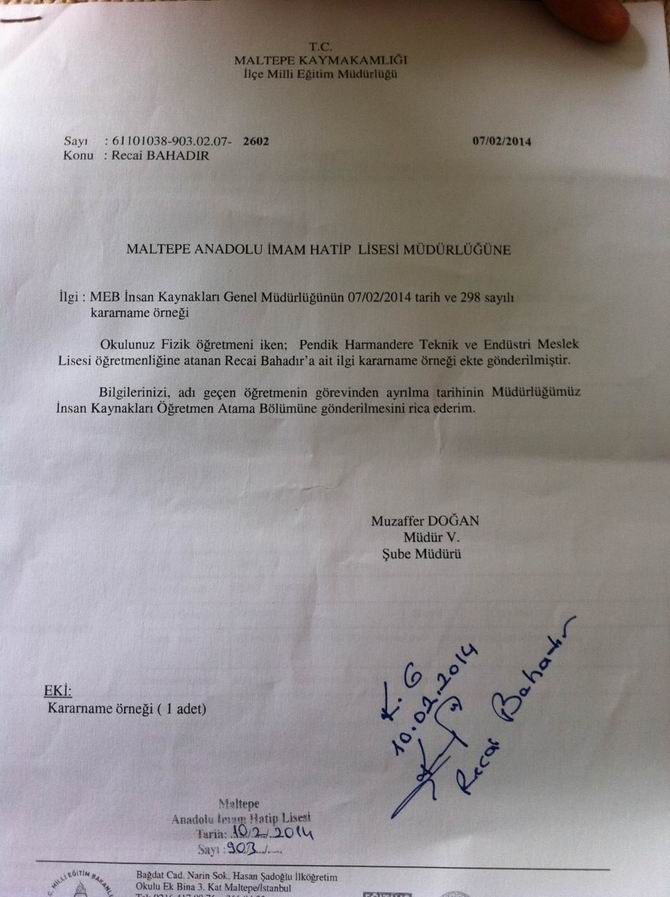 T.C.
MALTEPE KAYMAKAMLIĞI
İlçe Milli Eğitim Müdürlüğü
Sayı : 61101038-903.02.07- 2602 07/02/2014
Konu : Recai BAHADIR
MALTEPE ANADOLU İMAM HATİP LİSESİ MÜDÜRLÜĞÜNE
İlgi : MEB İnsan Kaynakları Genel Müdürlüğünün 07/02/2014 tarih ve 298 sayılı
kararname örneği
Okulunuz Fizik öğretmeni iken; Pendik Harmandere Teknik ve Endüstri Meslek
Lisesi öğretmenliğine atanan Recai Bahadır'a ait ilgi kararname örneği ekte gönderilmiştir.
Bilgilerinizi, adı geçen öğretmenin görevinden ayrılma tarihinin Müdürlüğümüz
İnsan Kaynakları Öğretmen Atama Bölümüne gönderilmesini rica ederim.
Muzaffer DOĞAN
Müdür V.
Şube Müdürü
K. G
10.02.2014
Recai Bahadır
EKİ:
Kararname örneği ( 1 adet)
Maltepe
Anadolu İmam Hatip Lisesi
Tarih: 10/2/2014
Sayı : 903
Bağdat Cad. Narin Sok. Hasan Şadoğlu İlköğretim
Okulu Ek Bina 3. Kat Maltepe/İstanbul